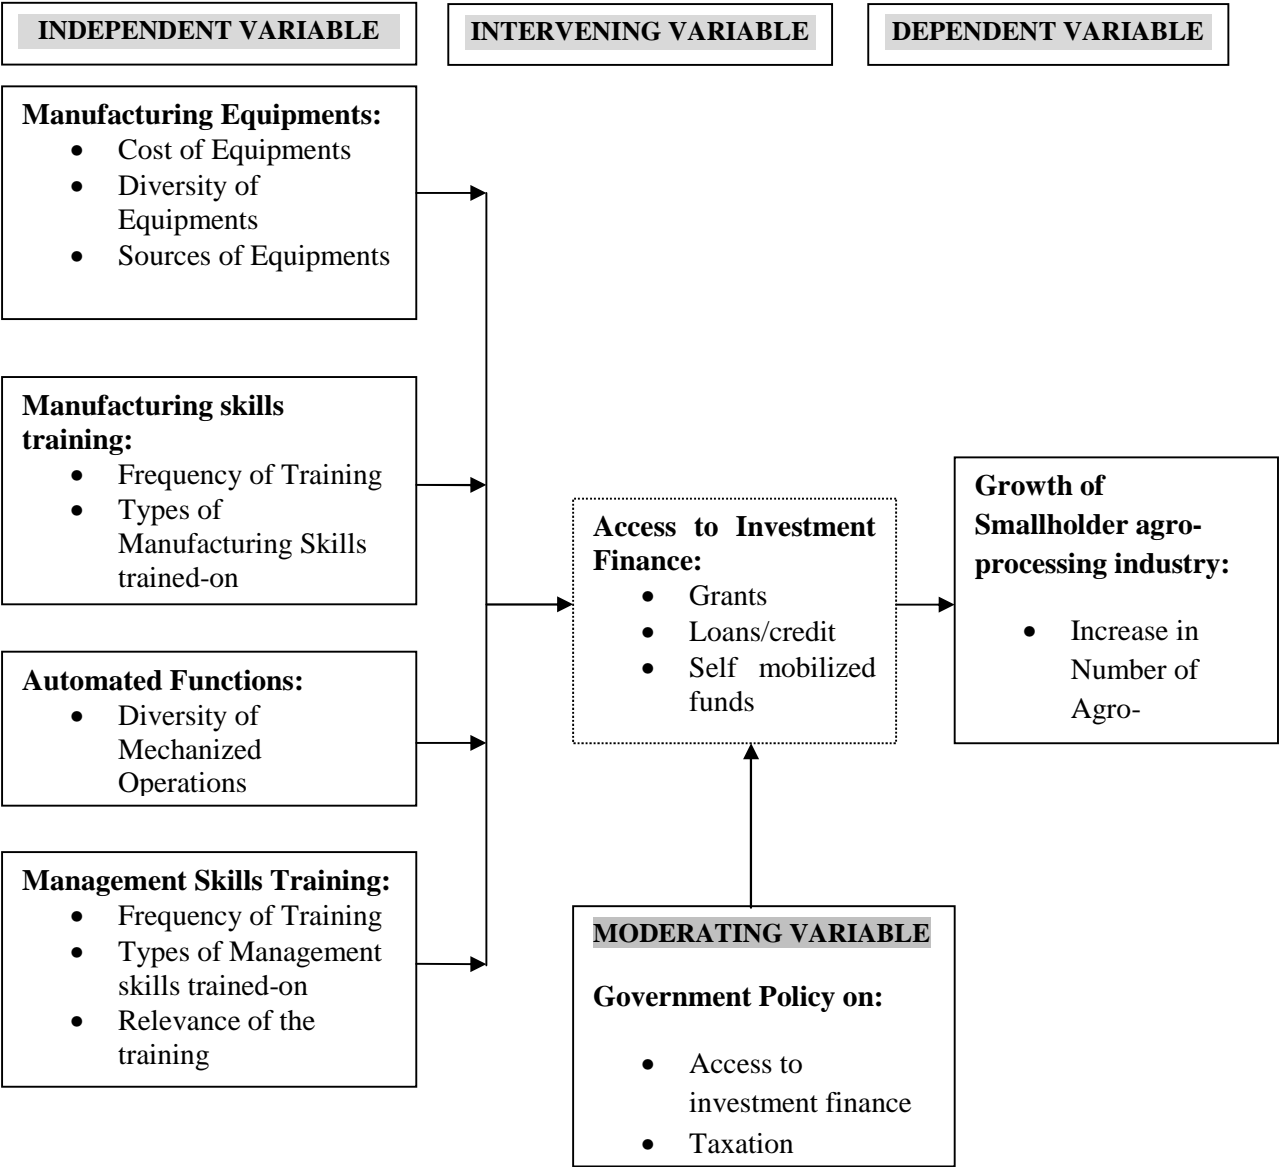 INDEPENDENT VARIABLE
INTERVENING VARIABLE
DEPENDENT VARIABLE
Manufacturing Equipments:
• Cost of Equipments
• Diversity of
Equipments
• Sources of Equipments
Manufacturing skills
training:
• Frequency of Training
• Types of
Manufacturing Skills
trained-on
Automated Functions:
• Diversity of
Mechanized
Operations
Management Skills Training:
• Frequency of Training
• Types of Management
skills trained-on
• Relevance of the
training
Access to Investment
Finance:
• Grants
• Loans/credit
• Self mobilized
funds
MODERATING VARIABLE
Government Policy on:
• Access to
investment finance
• Taxation
Growth of
Smallholder agro-
processing industry:
• Increase in
Number of
Agro-